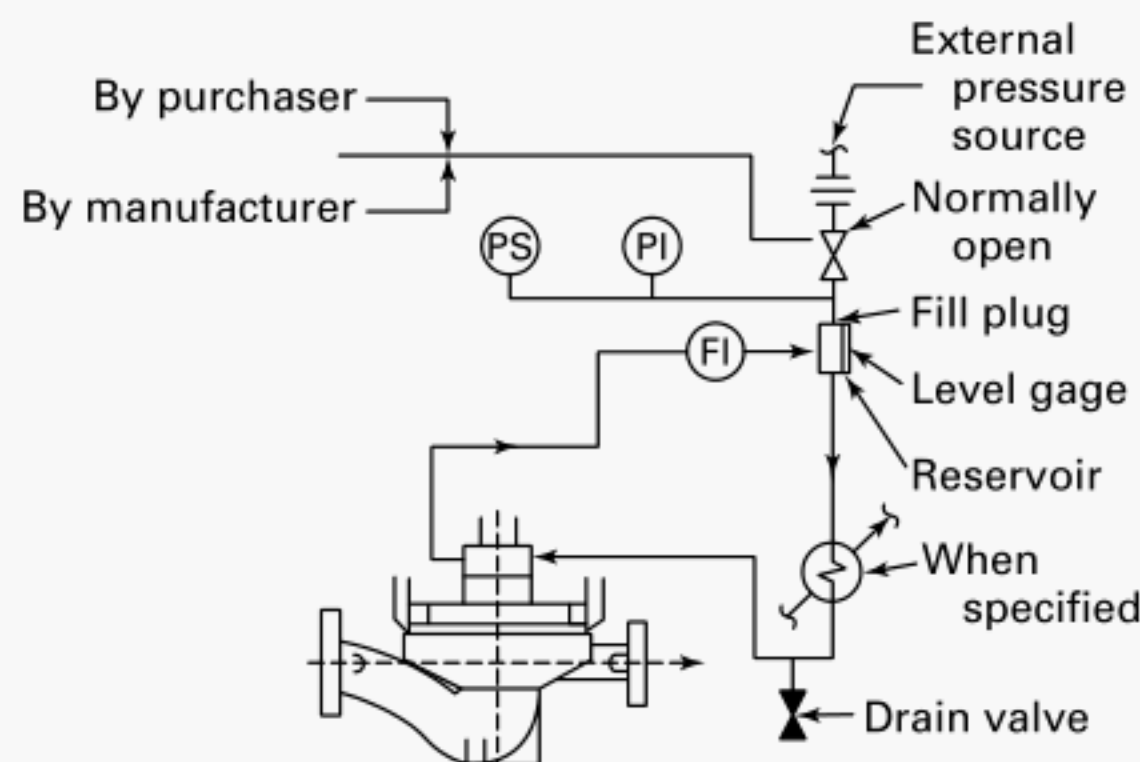 External
pressure
source
By purchaser
By manufacturer
Normally
open
PS
PI
Fill plug
FI
Level gage
Reservoir
When
specified
Drain valve